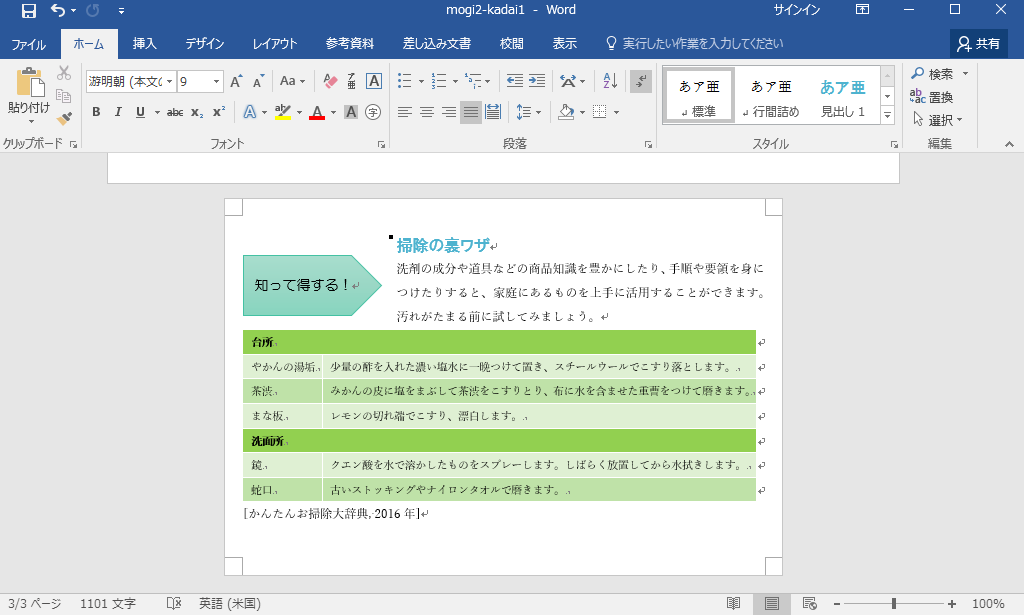 mogi2-kadai1 - Word
サインイン
ファイル ホーム 挿入 デザイン レイアウト 参考資料 差し込み文書 校閲 表示 実行したい作業を入力してください 共有
貼り付け
游明朝 (本文の 9
Aa
B I U abc x₂ x²
あア亜 あア亜 あア亜
標準 行間詰め 見出し 1
検索
置換
選択
クリップボード フォント 段落 スタイル 編集
掃除の裏ワザ
知って得する！
洗剤の成分や道具などの商品知識を豊かにしたり、手順や要領を身に
つけたりすると、家庭にあるものを上手に活用することができます。
汚れがたまる前に試してみましょう。
台所
やかんの湯垢 少量の酢を入れた濃い塩水に一晩つけて置き、スチールウールでこすり落とします。
茶渋 みかんの皮に塩をまぶして茶渋をこすりとり、布に水を含ませた重曹をつけて磨きます。
まな板 レモンの切れ端でこすり、漂白します。
洗面所
鏡 クエン酸を水で溶かしたものをスプレーします。しばらく放置してから水拭きします。
蛇口 古いストッキングやナイロンタオルで磨きます。
[かんたんお掃除大辞典, 2016 年]
3/3 ページ 1101 文字 英語 (米国) 100%